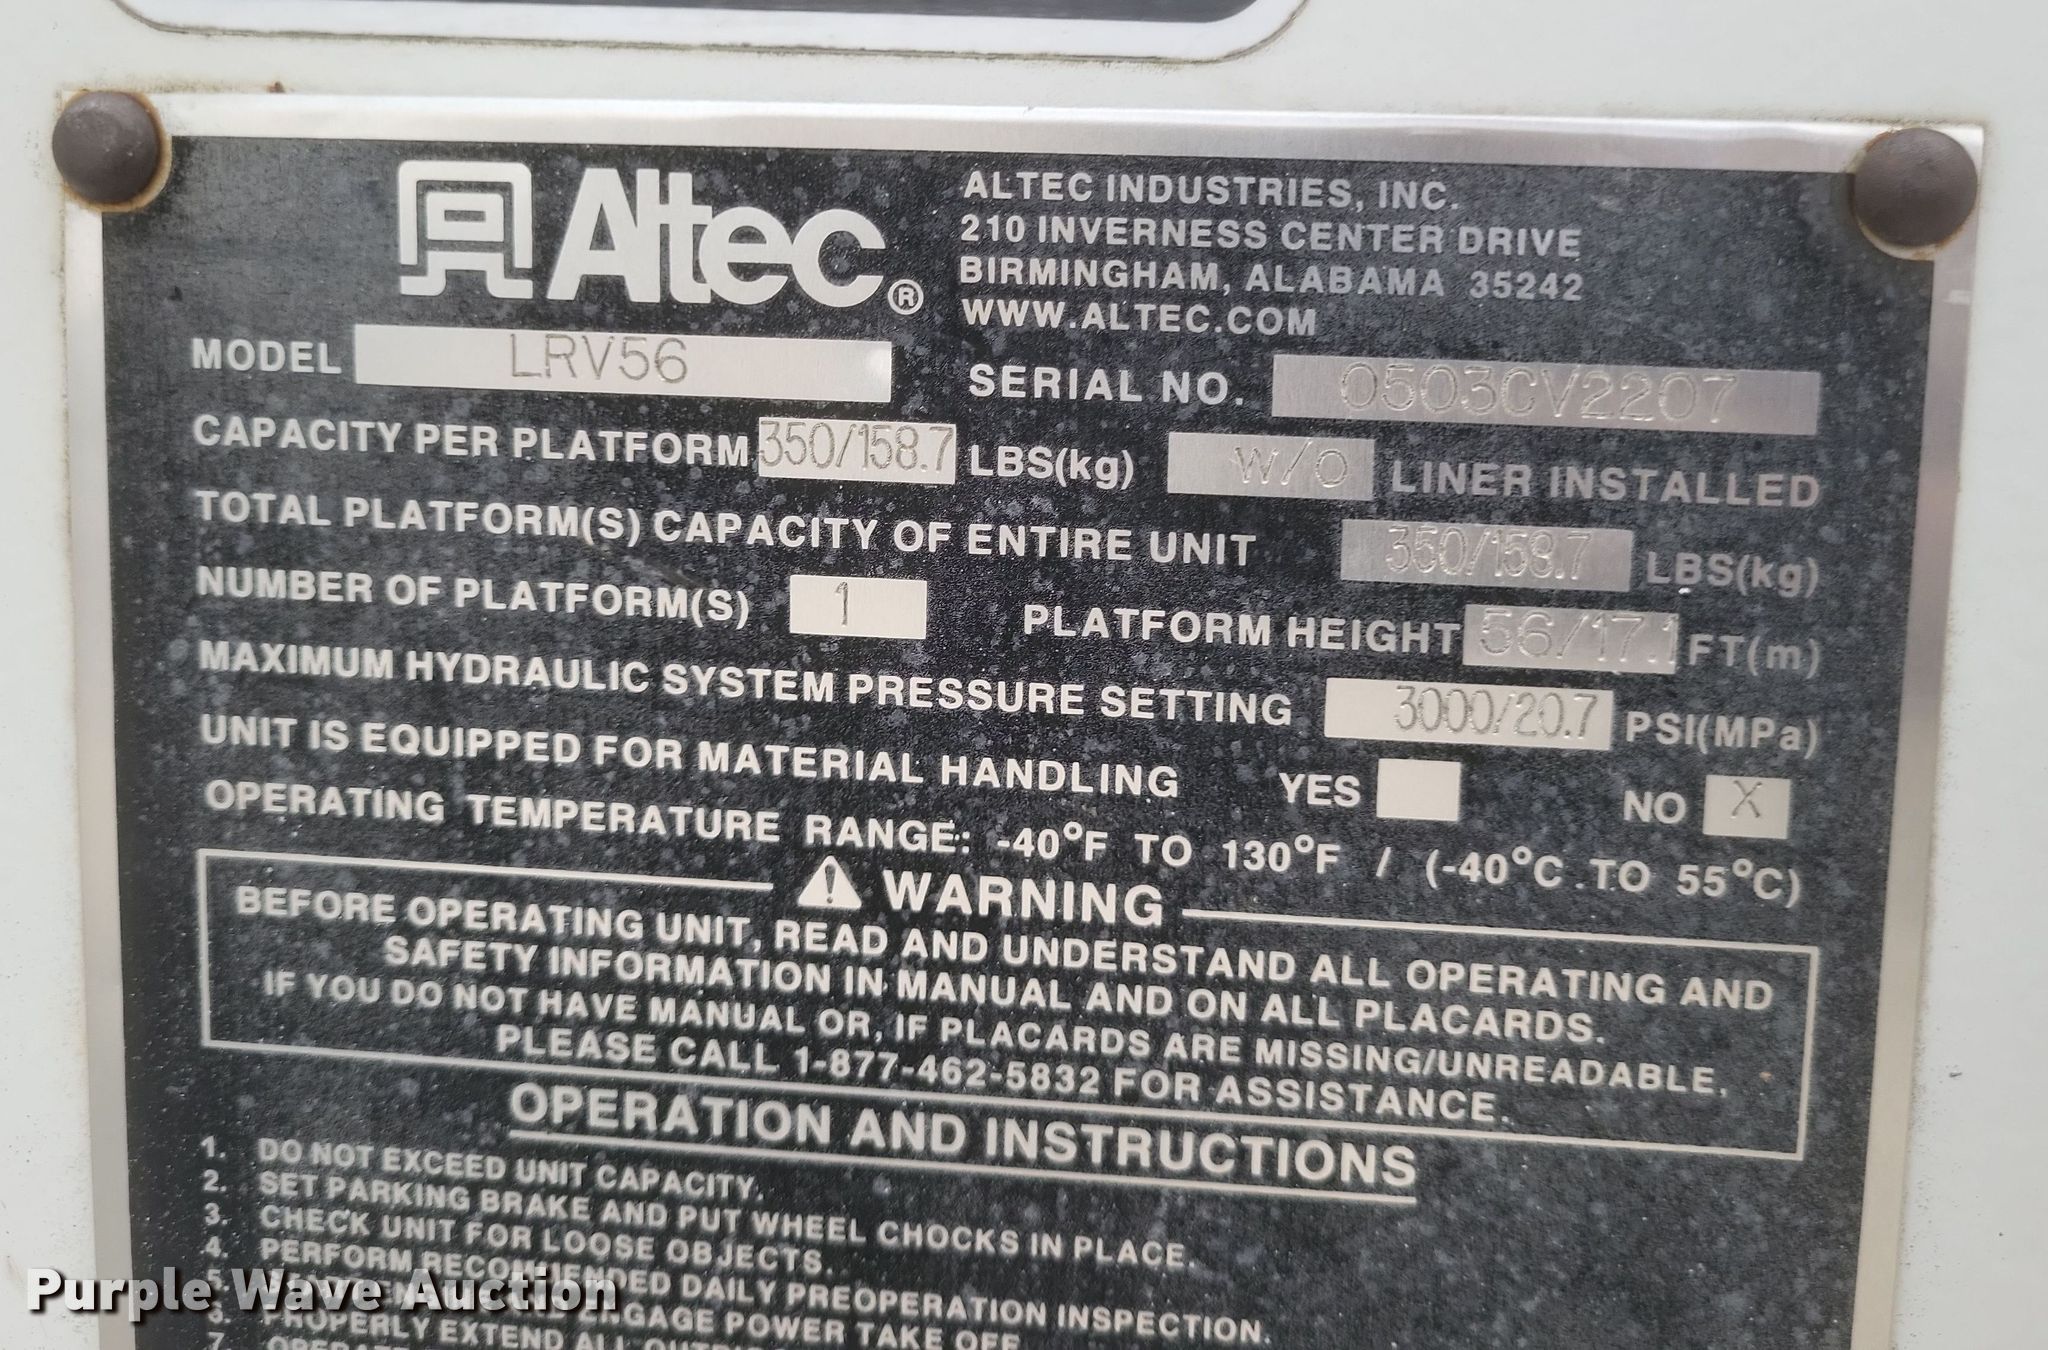 Altec®
ALTEC INDUSTRIES, INC.
210 INVERNESS CENTER DRIVE
BIRMINGHAM, ALABAMA 35242
WWW.ALTEC.COM
MODEL LRV56 SERIAL NO. 0503CV2207
CAPACITY PER PLATFORM 350/158.7 LBS(kg) W/O LINER INSTALLED
TOTAL PLATFORM(S) CAPACITY OF ENTIRE UNIT 350/158.7 LBS(kg)
NUMBER OF PLATFORM(S) 1 PLATFORM HEIGHT 56/17.1 FT(m)
MAXIMUM HYDRAULIC SYSTEM PRESSURE SETTING 3000/20.7 PSI(MPa)
UNIT IS EQUIPPED FOR MATERIAL HANDLING YES NO X
OPERATING TEMPERATURE RANGE: -40°F TO 130°F / (-40°C TO 55°C)
WARNING
BEFORE OPERATING UNIT, READ AND UNDERSTAND ALL OPERATING AND
SAFETY INFORMATION IN MANUAL AND ON ALL PLACARDS.
IF YOU DO NOT HAVE MANUAL OR, IF PLACARDS ARE MISSING/UNREADABLE,
PLEASE CALL 1-877-462-5832 FOR ASSISTANCE.
OPERATION AND INSTRUCTIONS
1. DO NOT EXCEED UNIT CAPACITY.
2. SET PARKING BRAKE AND PUT WHEEL CHOCKS IN PLACE.
3. CHECK UNIT FOR LOOSE OBJECTS.
4. PERFORM RECOMMENDED DAILY PREOPERATION INSPECTION.
5. ENGAGE POWER TAKE OFF.
PROPERLY EXTEND ALL
7.
Purple Wave Auction